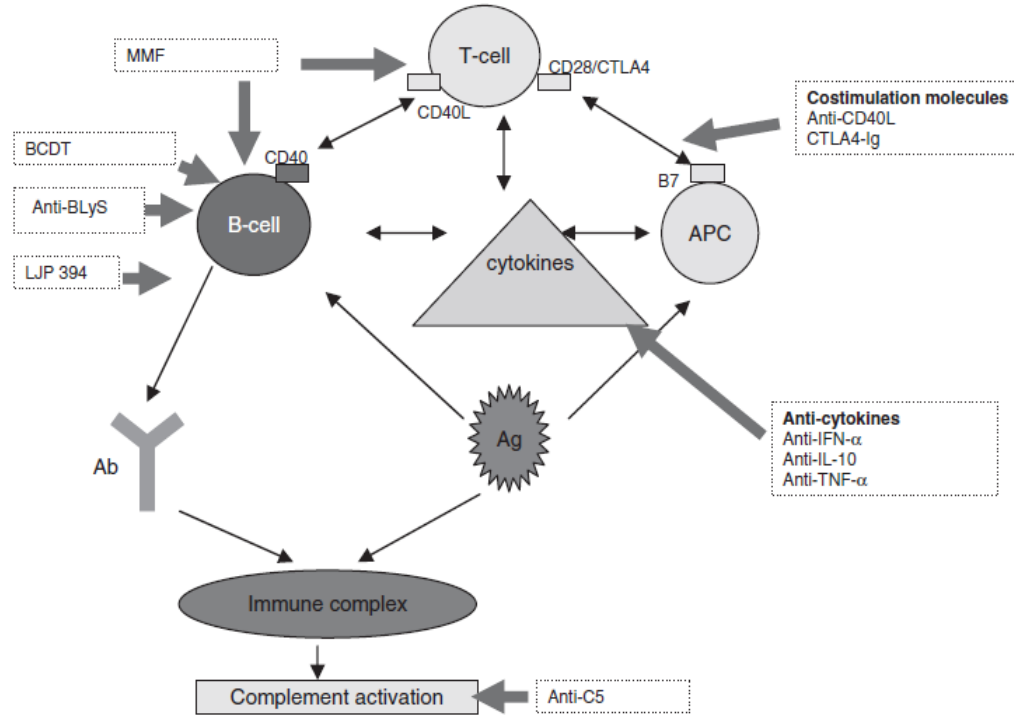 MMF
T-cell
CD28/CTLA4
CD40L
Costimulation molecules
Anti-CD40L
CTLA4-Ig
BCDT
CD40
B7
Anti-BLyS
B-cell
APC
cytokines
LJP 394
Anti-cytokines
Anti-IFN-α
Anti-IL-10
Anti-TNF-α
Ag
Ab
Immune complex
Complement activation
Anti-C5